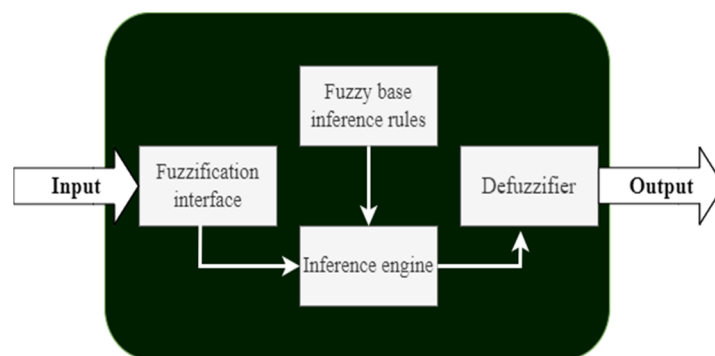 Fuzzy base
inference rules
Input
Fuzzification
interface
Defuzzifier
Output
Inference engine